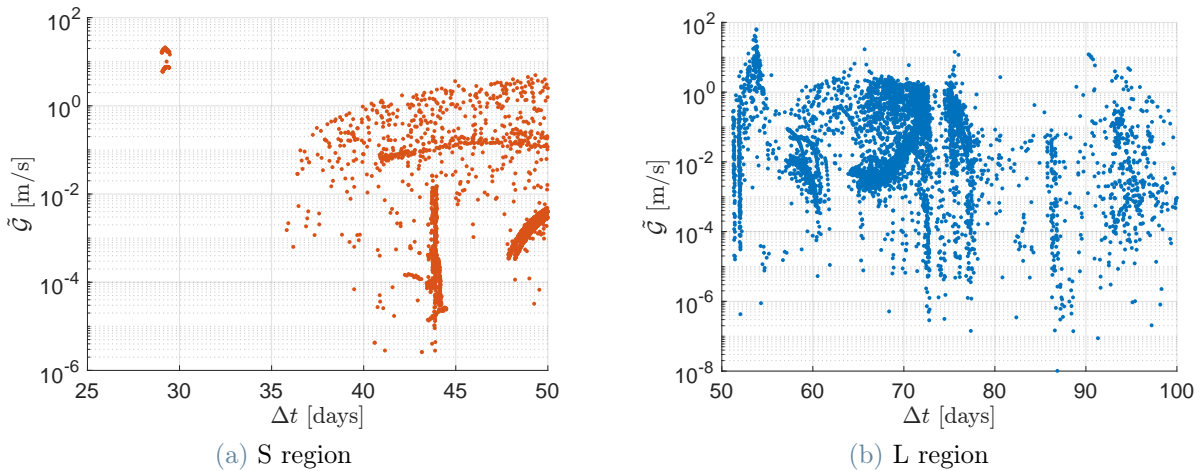 10^2
10^0
10^-2
10^-4
10^-6
G̃ [m/s]
25 30 35 40 45 50
Δt [days]
(a) S region
10^2
10^0
10^-2
10^-4
10^-6
10^-8
G̃ [m/s]
50 60 70 80 90 100
Δt [days]
(b) L region